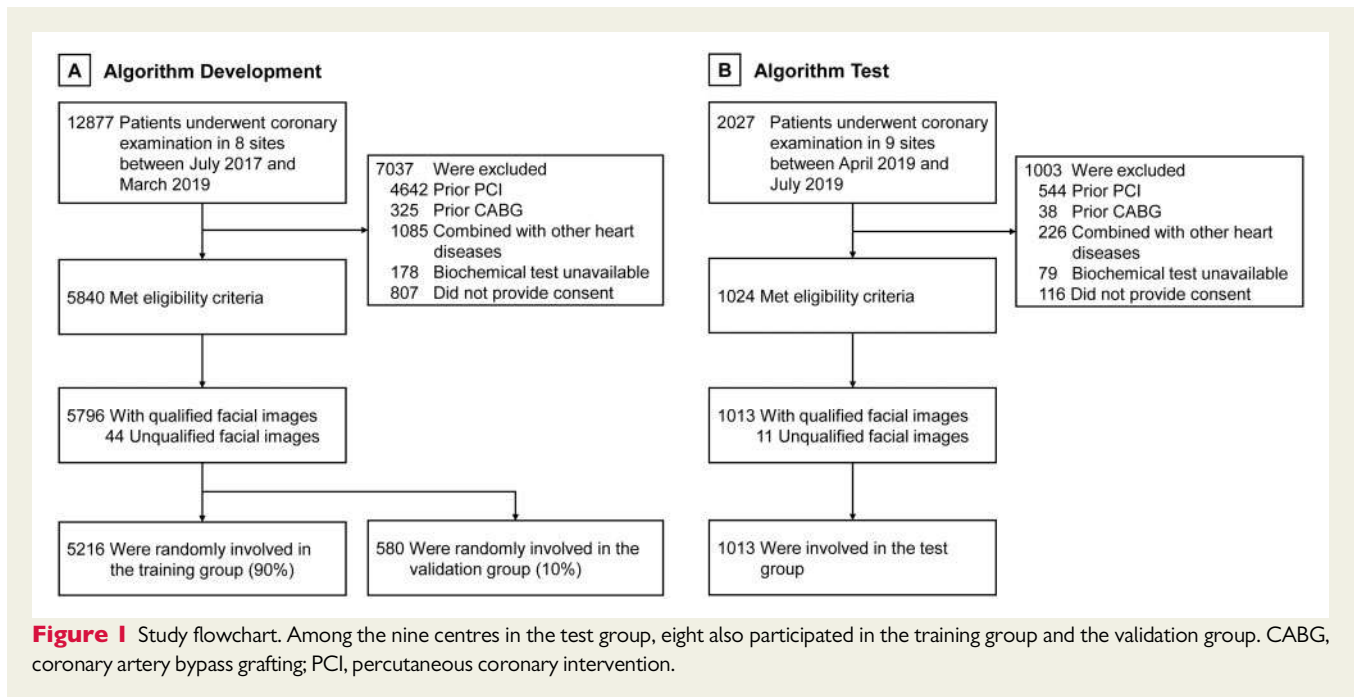 A Algorithm Development
12877 Patients underwent coronary
examination in 8 sites
between July 2017 and
March 2019
7037 Were excluded
4642 Prior PCI
325 Prior CABG
1085 Combined with other heart
diseases
178 Biochemical test unavailable
807 Did not provide consent
5840 Met eligibility criteria
5796 With qualified facial images
44 Unqualified facial images
5216 Were randomly involved in
the training group (90%)
580 Were randomly involved in the
validation group (10%)
B Algorithm Test
2027 Patients underwent coronary
examination in 9 sites
between April 2019 and
July 2019
1003 Were excluded
544 Prior PCI
38 Prior CABG
226 Combined with other heart
diseases
79 Biochemical test unavailable
116 Did not provide consent
1024 Met eligibility criteria
1013 With qualified facial images
11 Unqualified facial images
1013 Were involved in the test
group
Figure 1 Study flowchart. Among the nine centres in the test group, eight also participated in the training group and the validation group. CABG,
coronary artery bypass grafting; PCI, percutaneous coronary intervention.